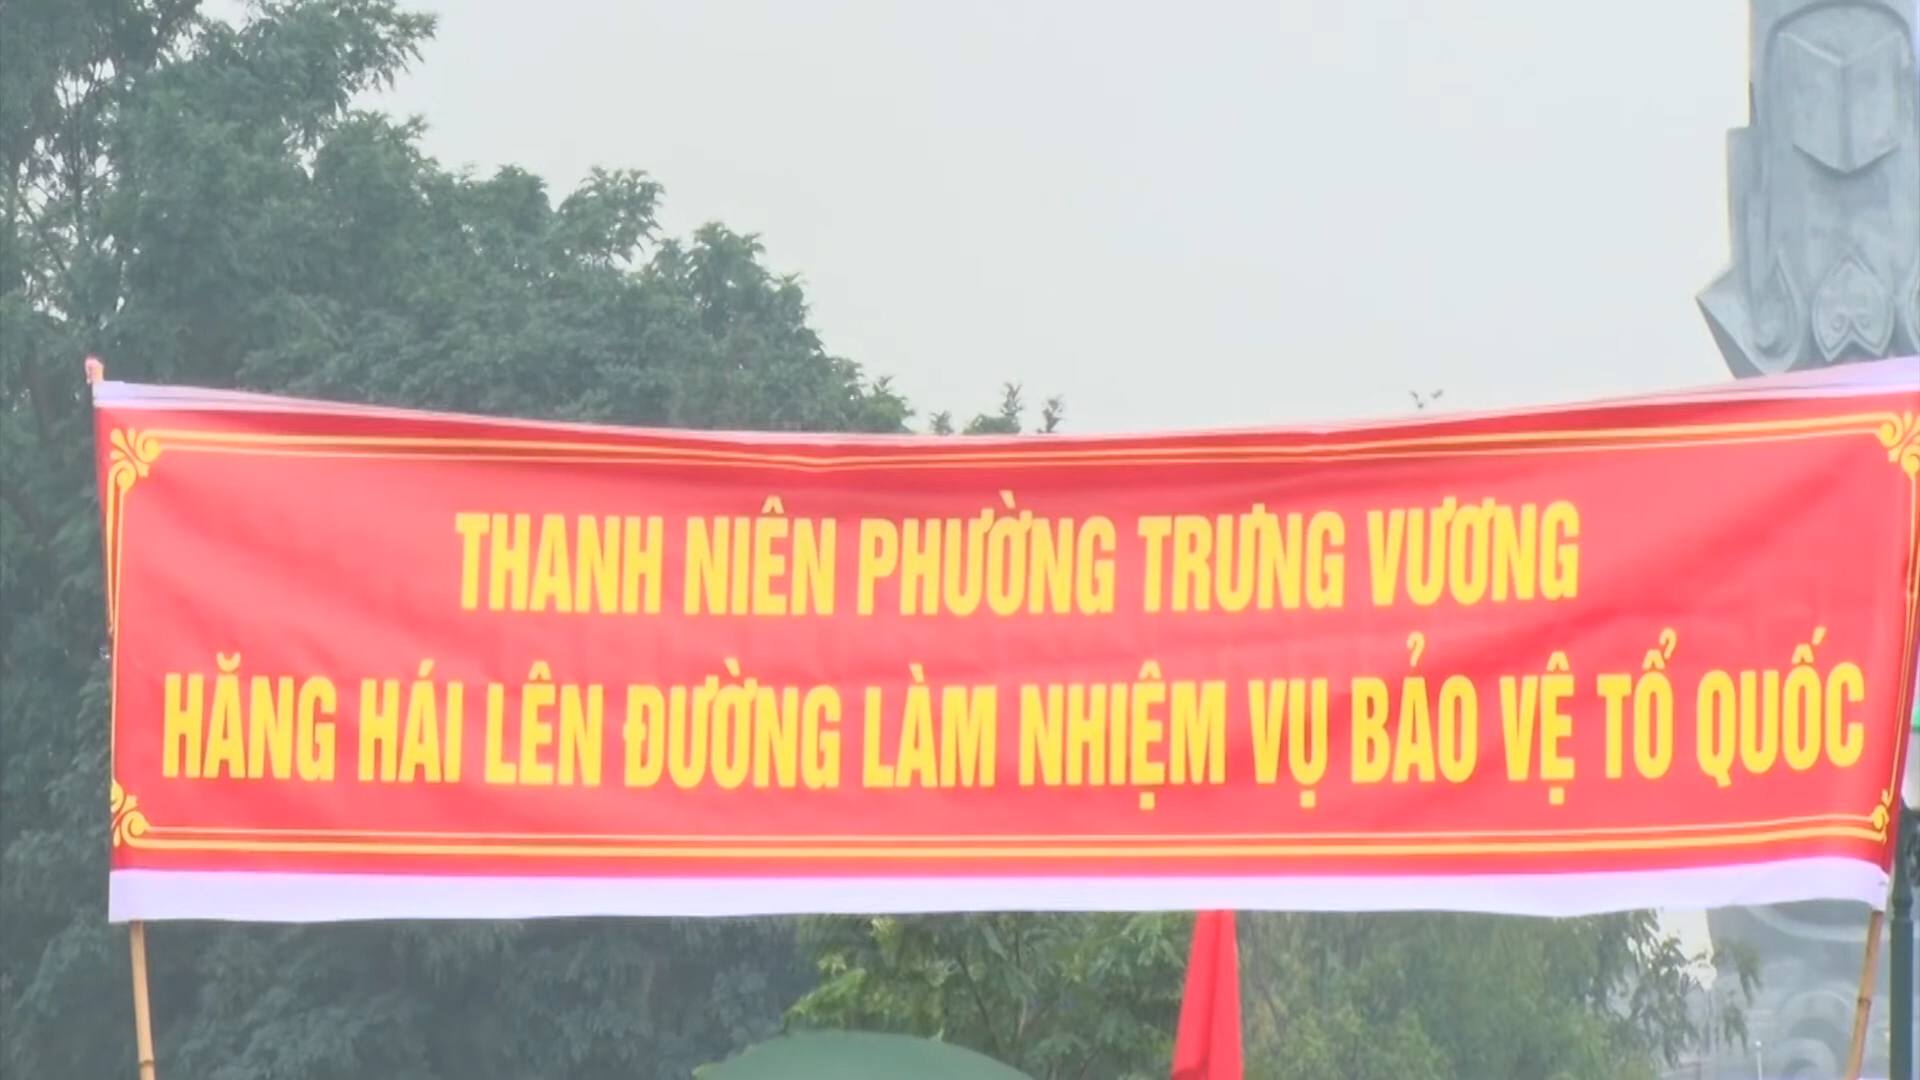 THANH NIÊN PHƯỜNG TRƯNG VƯƠNG
HĂNG HÁI LÊN ĐƯỜNG LÀM NHIỆM VỤ BẢO VỆ TỔ QUỐC